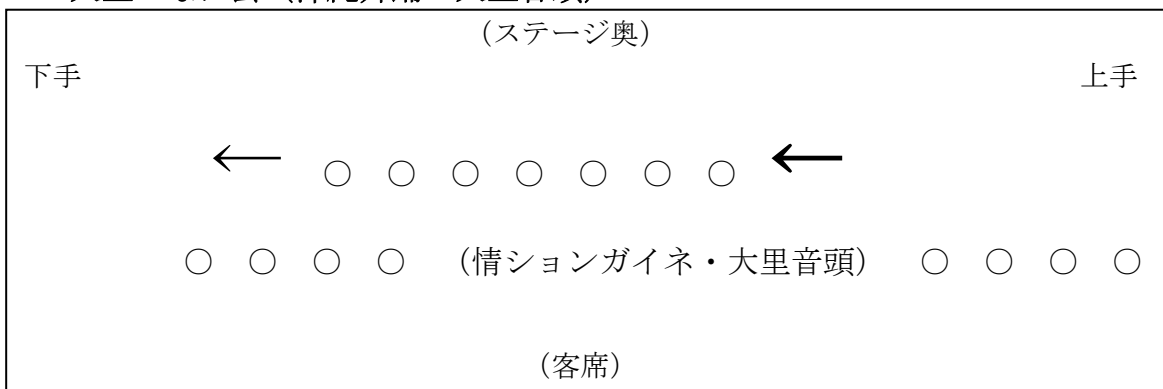 （ステージ奥）
下手 上手
← ○ ○ ○ ○ ○ ○ ○ ←
○ ○ ○ ○ （情ションガイネ・大里音頭） ○ ○ ○ ○
（客席）